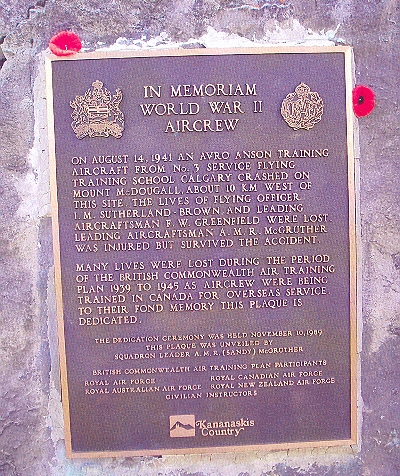 IN MEMORIAM
WORLD WAR II
AIRCREW
ON AUGUST 14, 1941 AN AVRO ANSON TRAINING
AIRCRAFT FROM No. 3 SERVICE FLYING
TRAINING SCHOOL CALGARY CRASHED ON
MOUNT McDOUGALL, ABOUT 10 KM WEST OF
THIS SITE. THE LIVES OF FLYING OFFICER
I. M. SUTHERLAND-BROWN, AND LEADING
AIRCRAFTSMAN F. W. GREENFIELD WERE LOST
LEADING AIRCRAFTSMAN A. M. R. McGRUTHER
WAS INJURED BUT SURVIVED THE ACCIDENT.
MANY LIVES WERE LOST DURING THE PERIOD
OF THE BRITISH COMMONWEALTH AIR TRAINING
PLAN 1939 TO 1945 AS AIRCREW WERE BEING
TRAINED IN CANADA FOR OVERSEAS SERVICE.
TO THEIR FOND MEMORY THIS PLAQUE IS
DEDICATED.
THE DEDICATION CEREMONY WAS HELD NOVEMBER 10, 1989
THIS PLAQUE WAS UNVEILED BY
SQUADRON LEADER A. M. R. (SANDY) McGRUTHER
BRITISH COMMONWEALTH AIR TRAINING PLAN PARTICIPANTS
ROYAL AIR FORCE ROYAL CANADIAN AIR FORCE
ROYAL AUSTRALIAN AIR FORCE ROYAL NEW ZEALAND AIR FORCE
CIVILIAN INSTRUCTORS
Kananaskis
Country